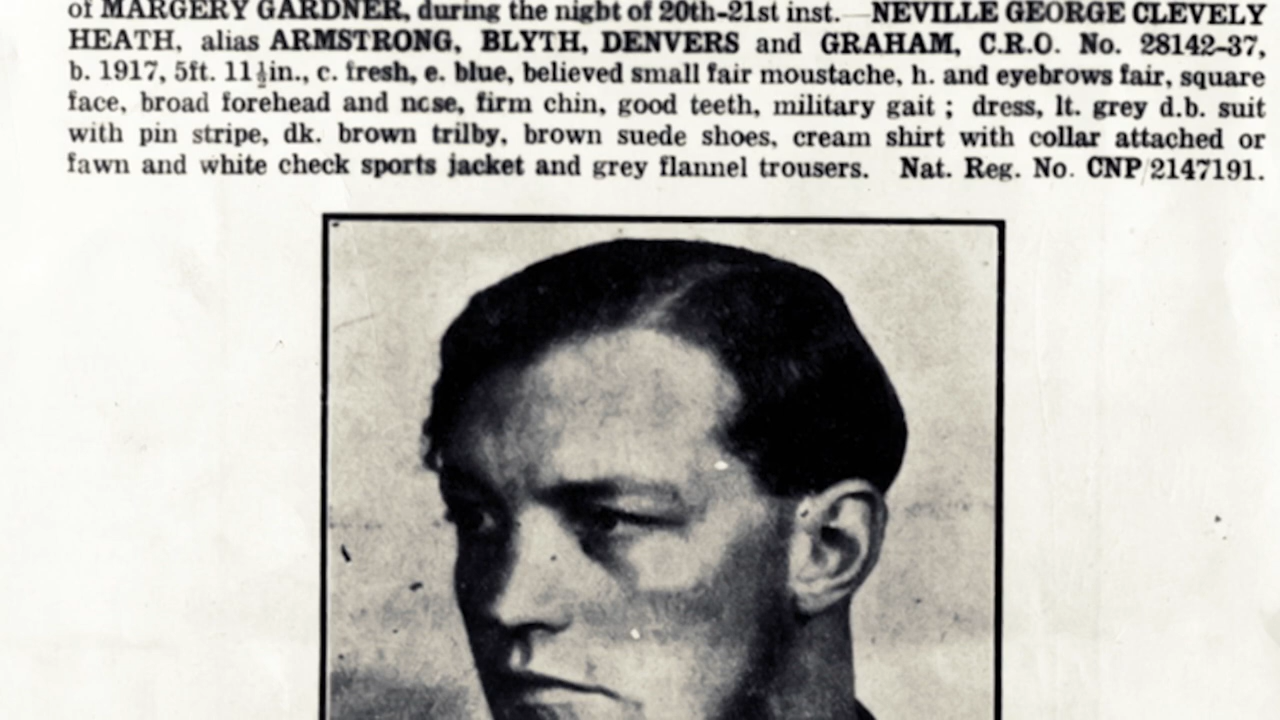 of MARGERY GARDNER, during the night of 20th-21st inst.—NEVILLE GEORGE CLEVELY
HEATH, alias ARMSTRONG, BLYTH, DENVERS and GRAHAM, C.R.O. No. 28142-37,
b. 1917, 5ft. 11½in., c. fresh, e. blue, believed small fair moustache, h. and eyebrows fair, square
face, broad forehead and nose, firm chin, good teeth, military gait ; dress, lt. grey d.b. suit
with pin stripe, dk. brown trilby, brown suede shoes, cream shirt with collar attached or
fawn and white check sports jacket and grey flannel trousers. Nat. Reg. No. CNP/2147191.